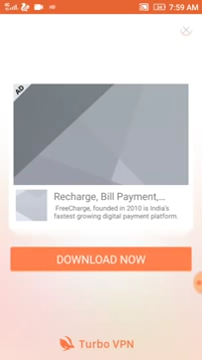 7:59 AM
AD
Recharge, Bill Payment,...
FreeCharge, founded in 2010 is India's
fastest growing digital payment platform.
DOWNLOAD NOW
Turbo VPN